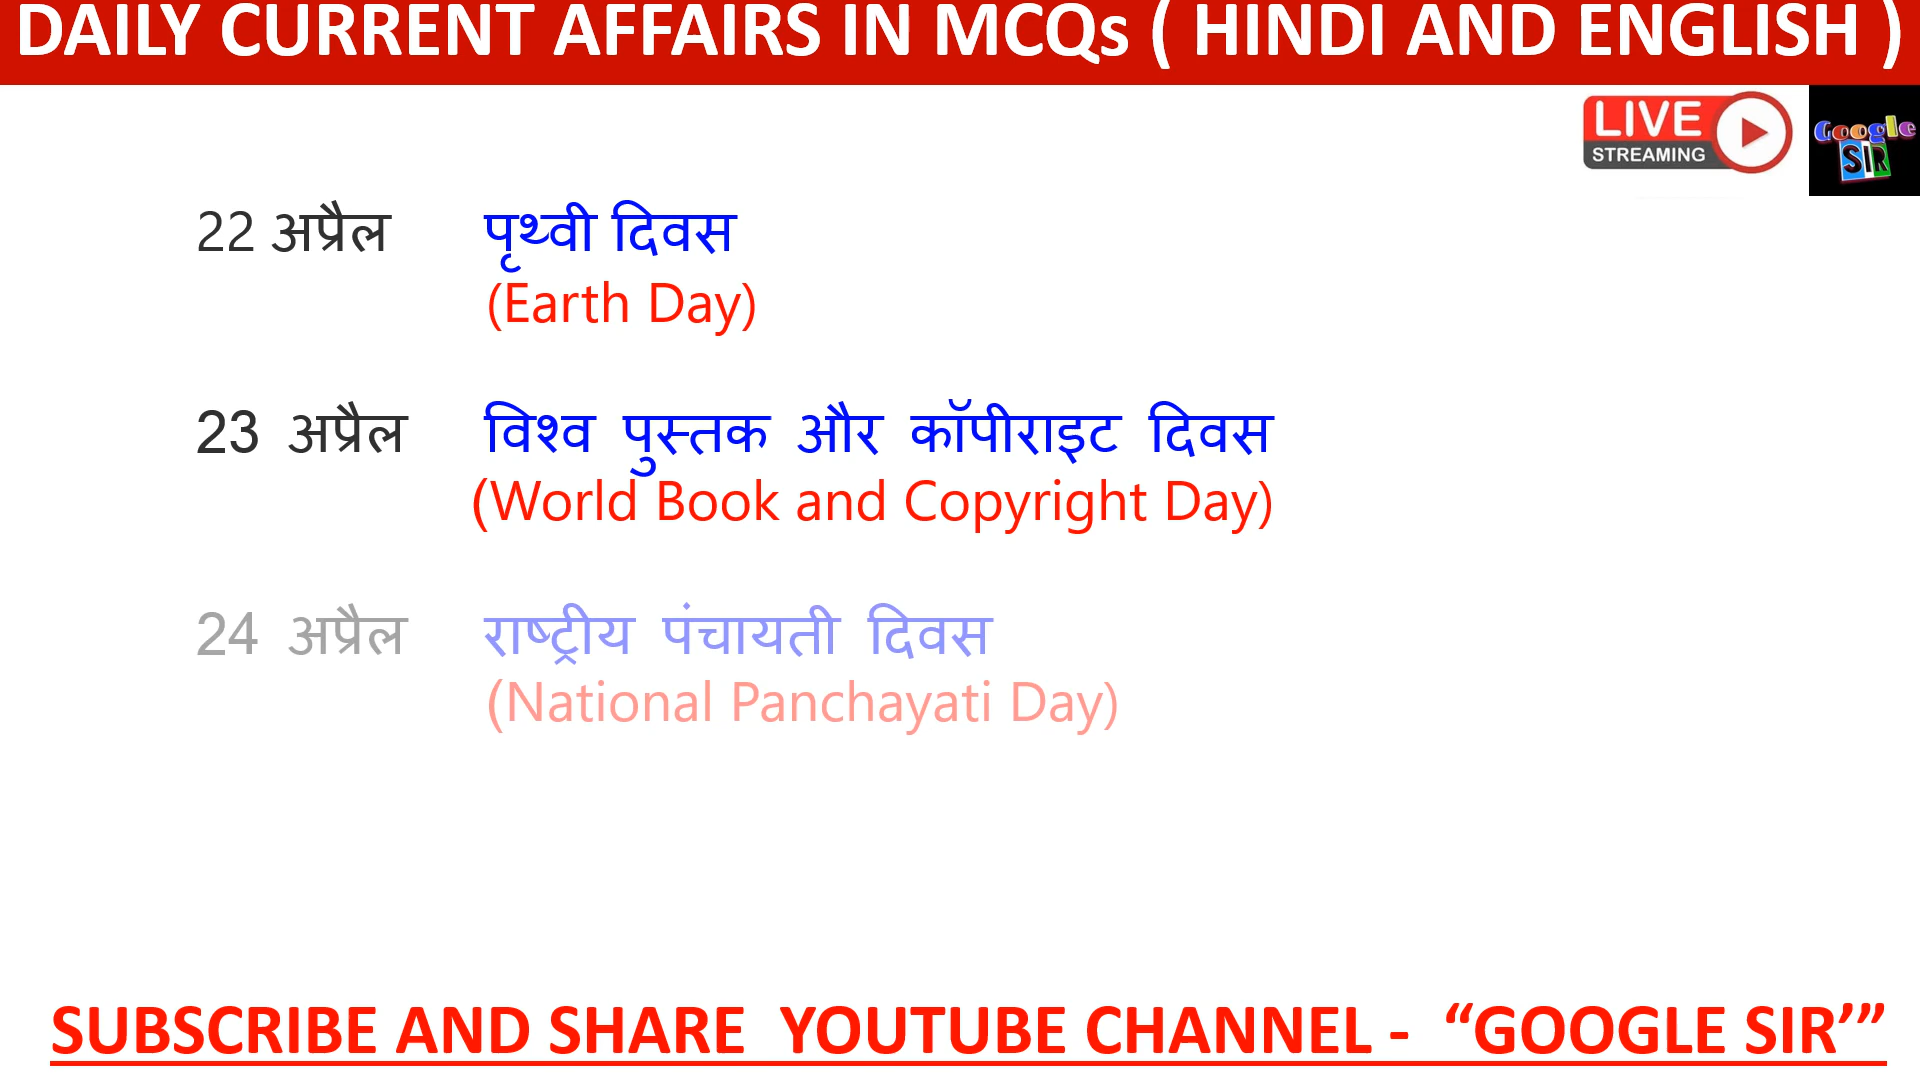 DAILY CURRENT AFFAIRS IN MCQs ( HINDI AND ENGLISH )
LIVE
STREAMING
Google
SIR
22 अप्रैल पृथ्वी दिवस
(Earth Day)
23 अप्रैल विश्व पुस्तक और कॉपीराइट दिवस
(World Book and Copyright Day)
24 अप्रैल राष्ट्रीय पंचायती दिवस
(National Panchayati Day)
SUBSCRIBE AND SHARE YOUTUBE CHANNEL - “GOOGLE SIR’”